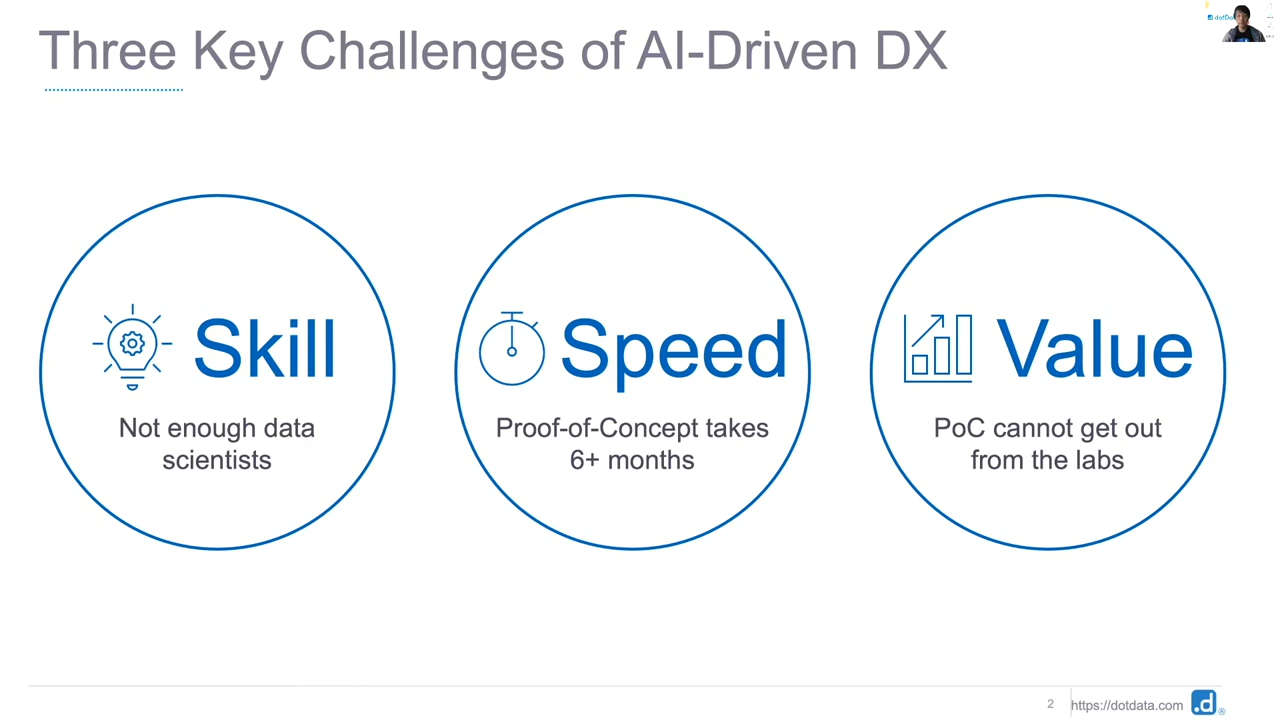 Three Key Challenges of AI-Driven DX
Skill
Not enough data
scientists
Speed
Proof-of-Concept takes
6+ months
Value
PoC cannot get out
from the labs
2
https://dotdata.com
.d®